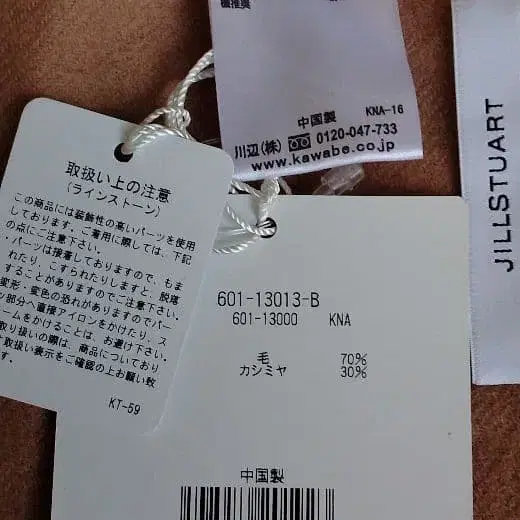 機推奨
中国製 KNA-16
川辺(株) 0120-047-733
www.kawabe.co.jp
JILLSTUART
取扱い上の注意
(ラインストーン)
この商品には装飾性の高いパーツを使用
しております。ご着用に際しては、下記
の点にご注意下さい。
・パーツは接着しておりますので、もま
れたり、こすられたりしますと、脱落
することがありますのでご注意下さい。
変形・変色の恐れがありますのでパー
ツ部分へ直接アイロンをかけたり、ス
ームをかけることは、お避け下さい。
取り扱いの際は、商品についており
取扱い表示をご確認の上お願い致
KT-59
601-13013-B
601-13000 KNA
毛 70%
カシミヤ 30%
中国製